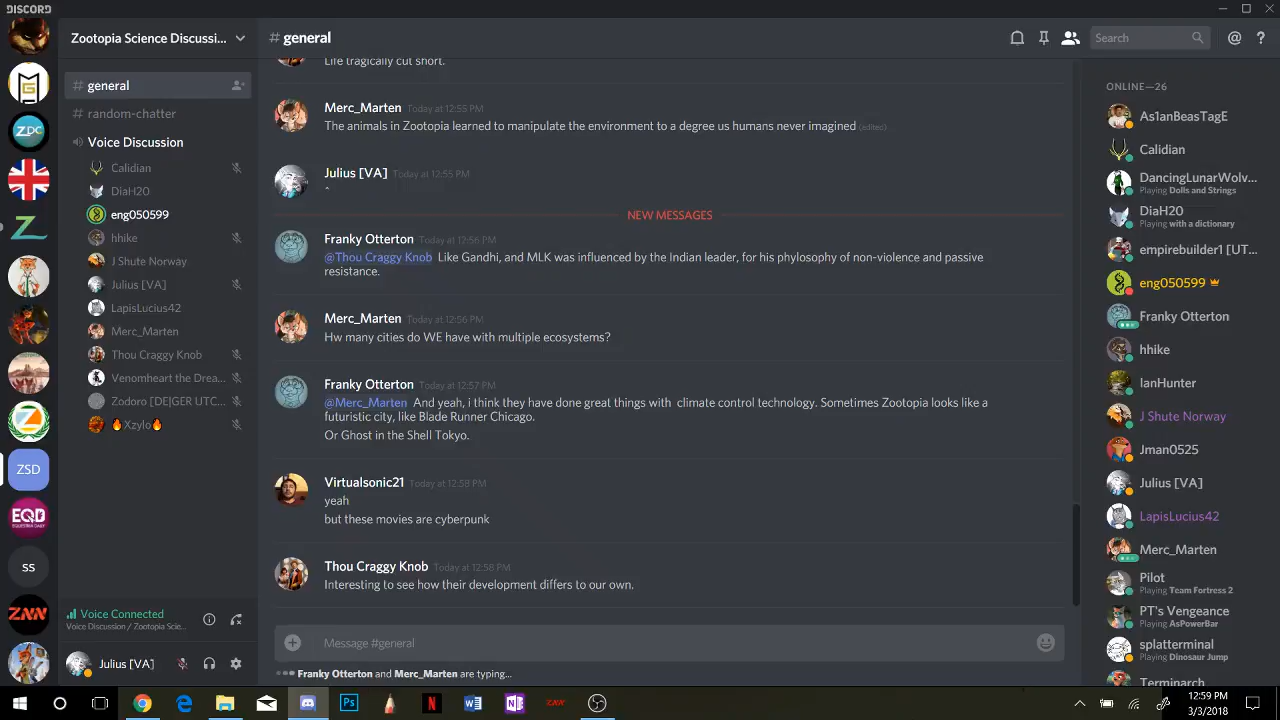 DISCORD
Zootopia Science Discussi...
# general
Search
# general
# random-chatter
Voice Discussion
Calidian
DiaH20
eng050599
hhike
J Shute Norway
Julius [VA]
LapisLucius42
Merc_Marten
Thou Craggy Knob
Venomheart the Drea...
Zodoro [DE|GER UTC...
🔥Xzylo🔥
Voice Connected
Voice Discussion / Zootopia Scie...
Julius [VA]
ZDC
ZSD
EQD
EQUESTRIA DAILY
ss
ZNN
Life tragically cut short.
Merc_Marten Today at 12:55 PM
The animals in Zootopia learned to manipulate the environment to a degree us humans never imagined (edited)
Julius [VA] Today at 12:55 PM
^
NEW MESSAGES
Franky Otterton Today at 12:56 PM
@Thou Craggy Knob Like Gandhi, and MLK was influenced by the Indian leader, for his phylosophy of non-violence and passive
resistance.
Merc_Marten Today at 12:56 PM
Hw many cities do WE have with multiple ecosystems?
Franky Otterton Today at 12:57 PM
@Merc_Marten And yeah, i think they have done great things with climate control technology. Sometimes Zootopia looks like a
futuristic city, like Blade Runner Chicago.
Or Ghost in the Shell Tokyo.
Virtualsonic21 Today at 12:58 PM
yeah
but these movies are cyberpunk
Thou Craggy Knob Today at 12:58 PM
Interesting to see how their development differs to our own.
Message #general
Franky Otterton and Merc_Marten are typing...
ONLINE—26
As1anBeasTagE
Calidian
DancingLunarWolv...
Playing Dolls and Strings
DiaH20
Playing with a dictionary
empirebuilder1 [UT...
eng050599
Franky Otterton
hhike
IanHunter
J Shute Norway
Jman0525
Julius [VA]
LapisLucius42
Merc_Marten
Pilot
Playing Team Fortress 2
PT's Vengeance
Playing AsPowerBar
splatterminal
Playing Dinosaur Jump
Terminarch
Ps
N
ZNN
12:59 PM
3/3/2018